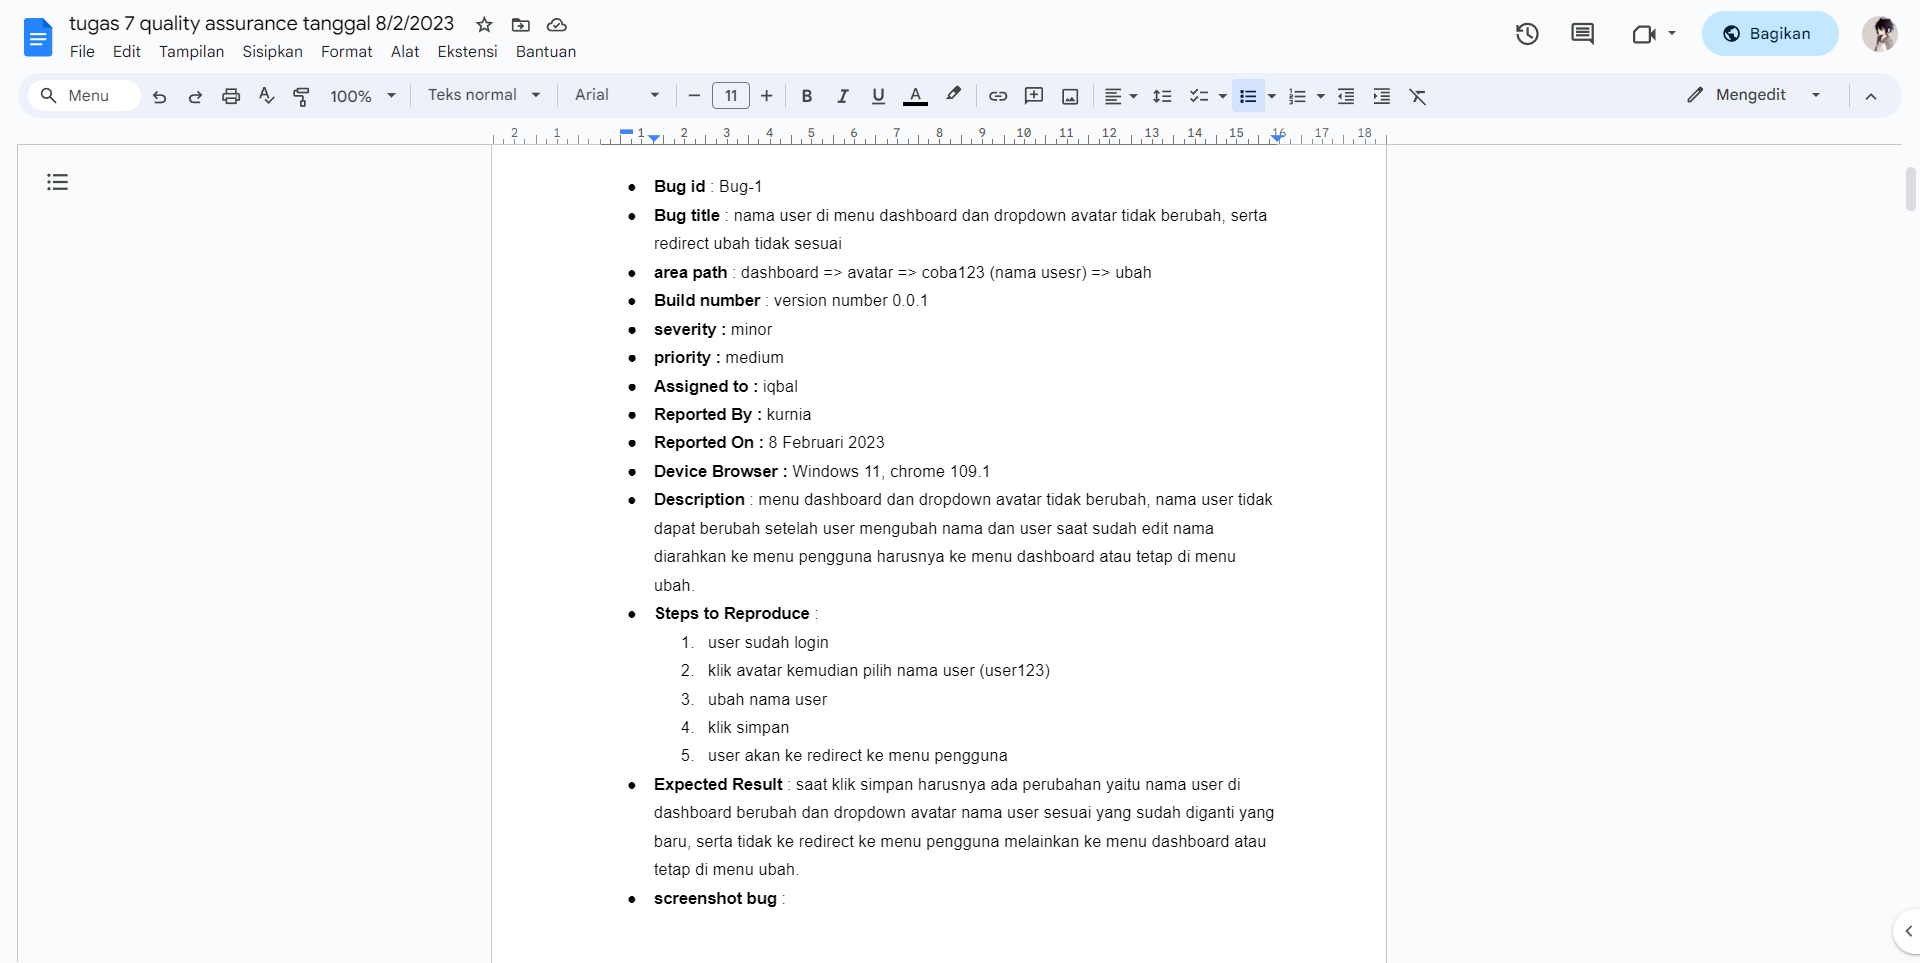 tugas 7 quality assurance tanggal 8/2/2023
File Edit Tampilan Sisipkan Format Alat Ekstensi Bantuan
Bagikan
Menu 100% Teks normal Arial 11 B I U A Mengedit
2 1 1 2 3 4 5 6 7 8 9 10 11 12 13 14 15 16 17 18
● Bug id : Bug-1
● Bug title : nama user di menu dashboard dan dropdown avatar tidak berubah, serta
redirect ubah tidak sesuai
● area path : dashboard => avatar => coba123 (nama usesr) => ubah
● Build number : version number 0.0.1
● severity : minor
● priority : medium
● Assigned to : iqbal
● Reported By : kurnia
● Reported On : 8 Februari 2023
● Device Browser : Windows 11, chrome 109.1
● Description : menu dashboard dan dropdown avatar tidak berubah, nama user tidak
dapat berubah setelah user mengubah nama dan user saat sudah edit nama
diarahkan ke menu pengguna harusnya ke menu dashboard atau tetap di menu
ubah.
● Steps to Reproduce :
1. user sudah login
2. klik avatar kemudian pilih nama user (user123)
3. ubah nama user
4. klik simpan
5. user akan ke redirect ke menu pengguna
● Expected Result : saat klik simpan harusnya ada perubahan yaitu nama user di
dashboard berubah dan dropdown avatar nama user sesuai yang sudah diganti yang
baru, serta tidak ke redirect ke menu pengguna melainkan ke menu dashboard atau
tetap di menu ubah.
● screenshot bug :